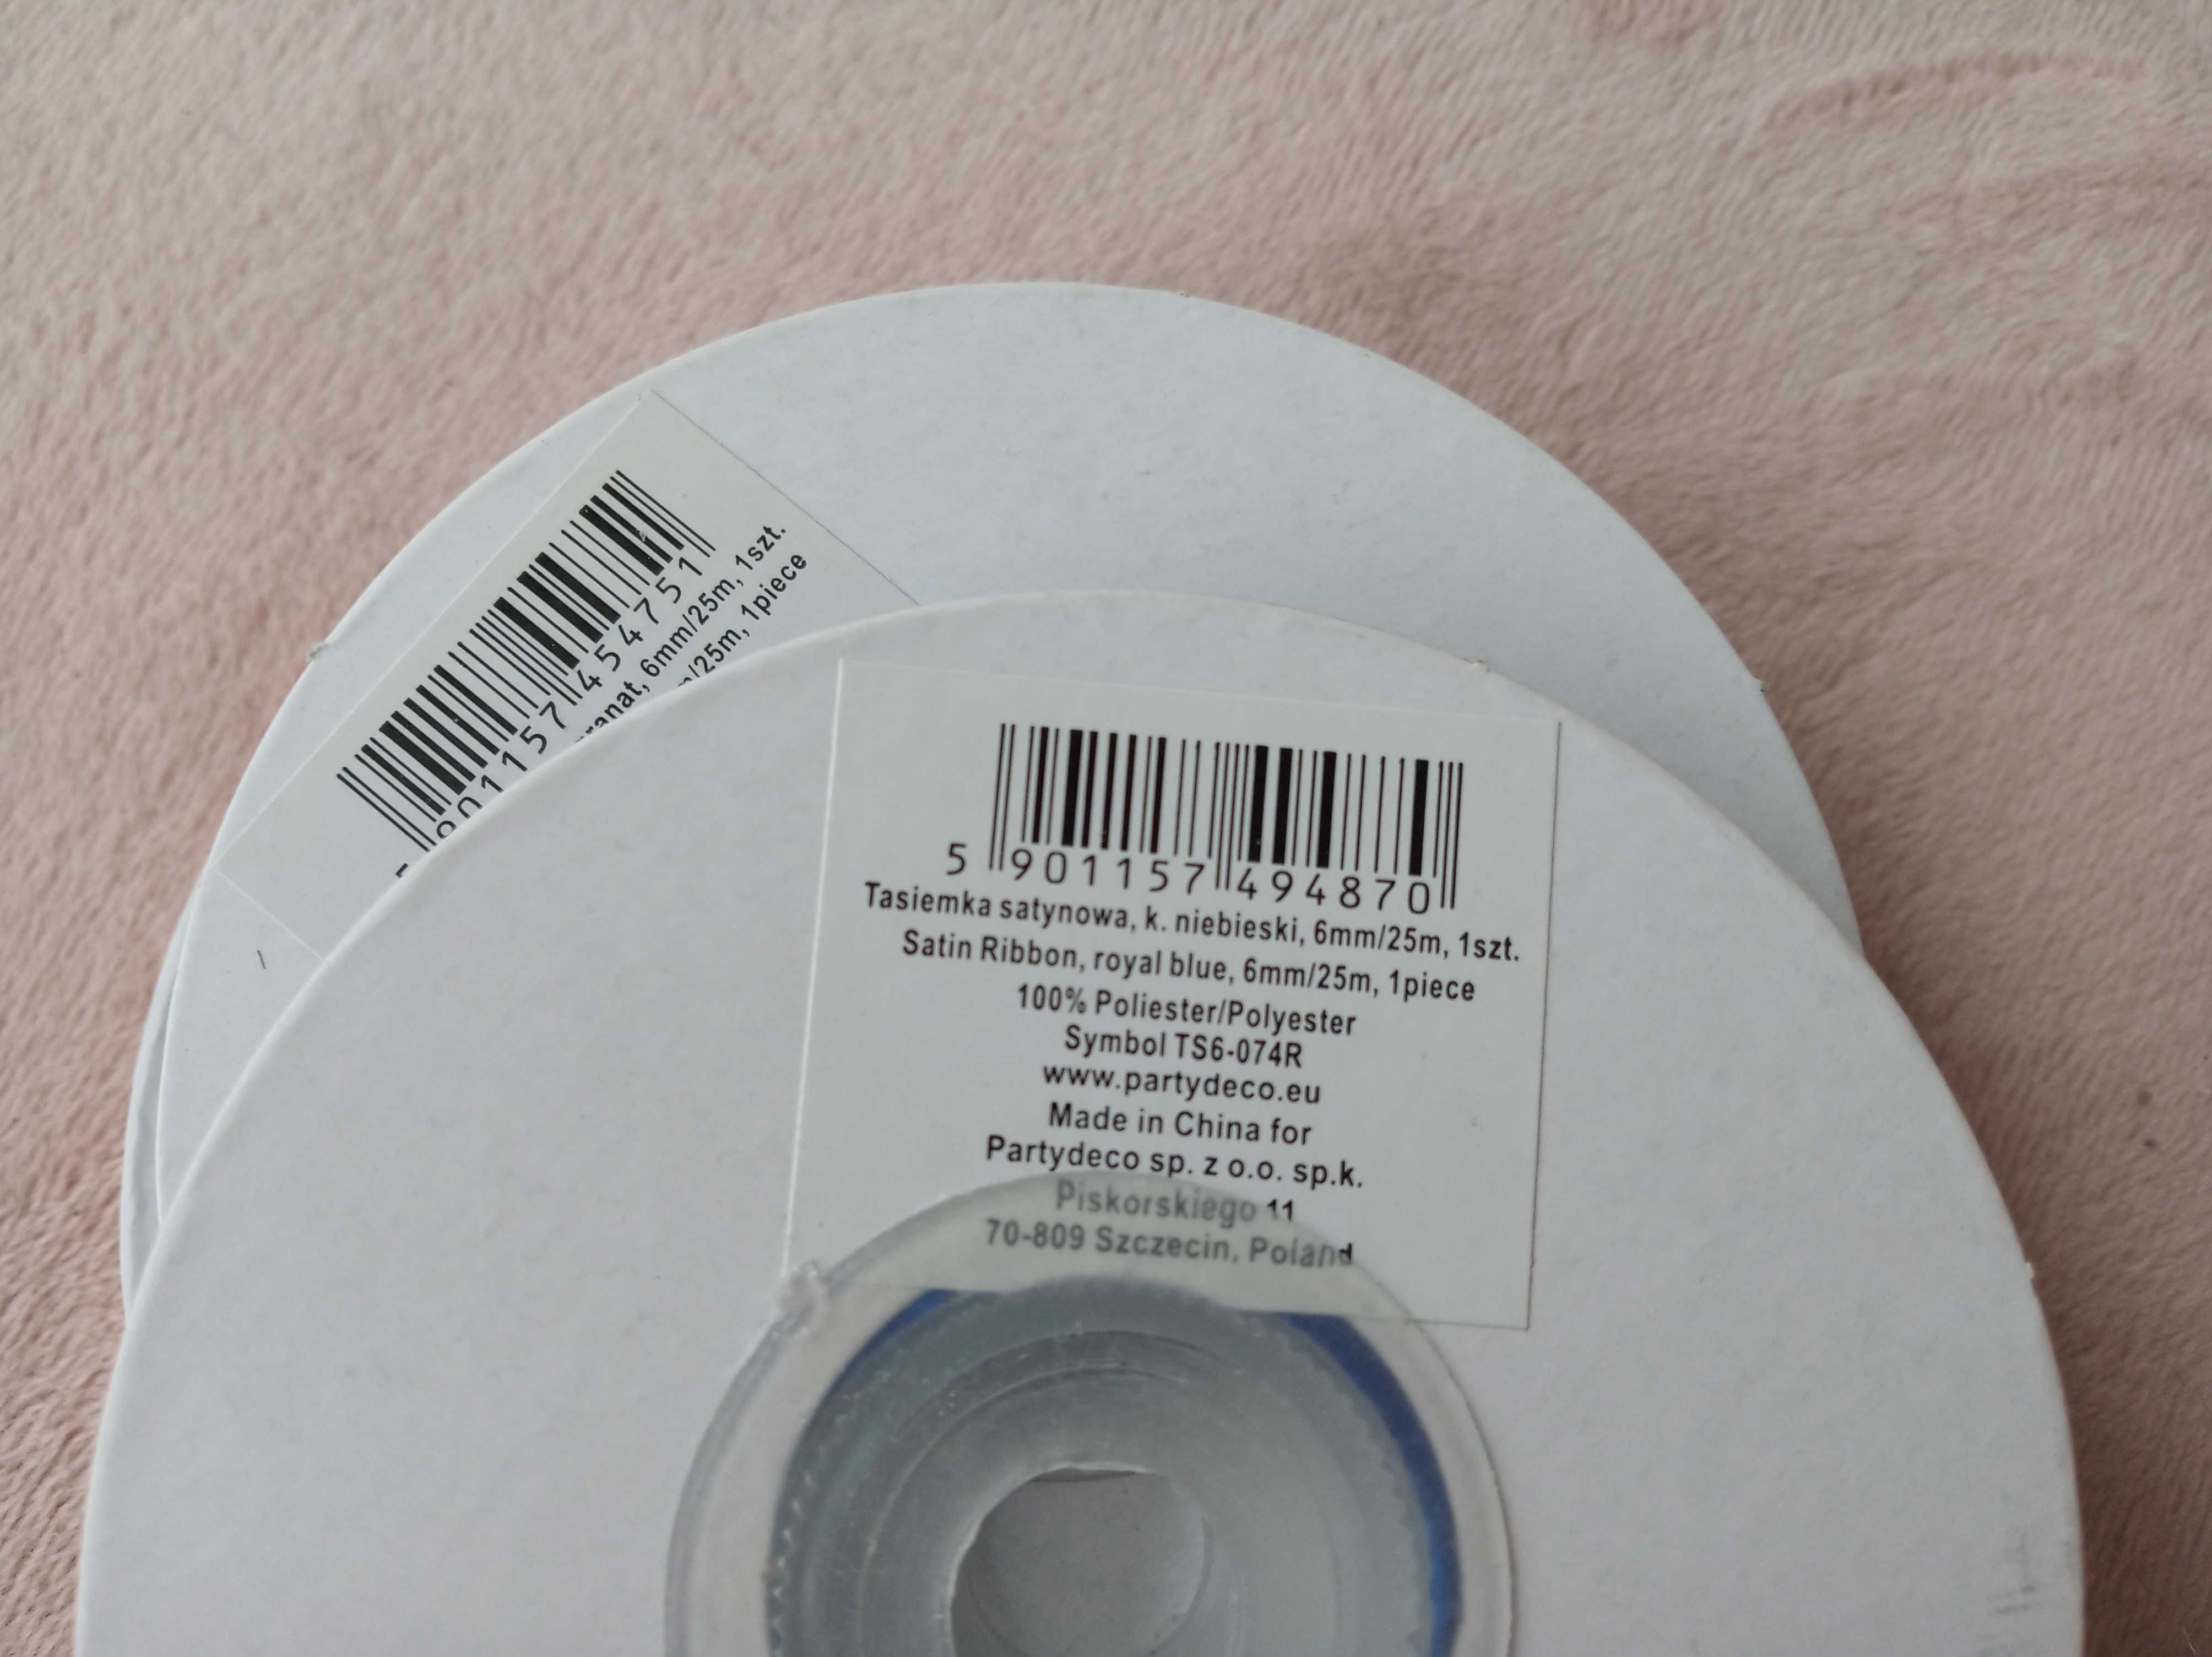 901157 454751
6mm/25m, 1szt.
/25m, 1piece
5 901157 494870
Tasiemka satynowa, k. niebieski, 6mm/25m, 1szt.
Satin Ribbon, royal blue, 6mm/25m, 1piece
100% Poliester/Polyester
Symbol TS6-074R
www.partydeco.eu
Made in China for
Partydeco sp. z o.o. sp.k.
Piskorskiego 11
70-809 Szczecin, Poland